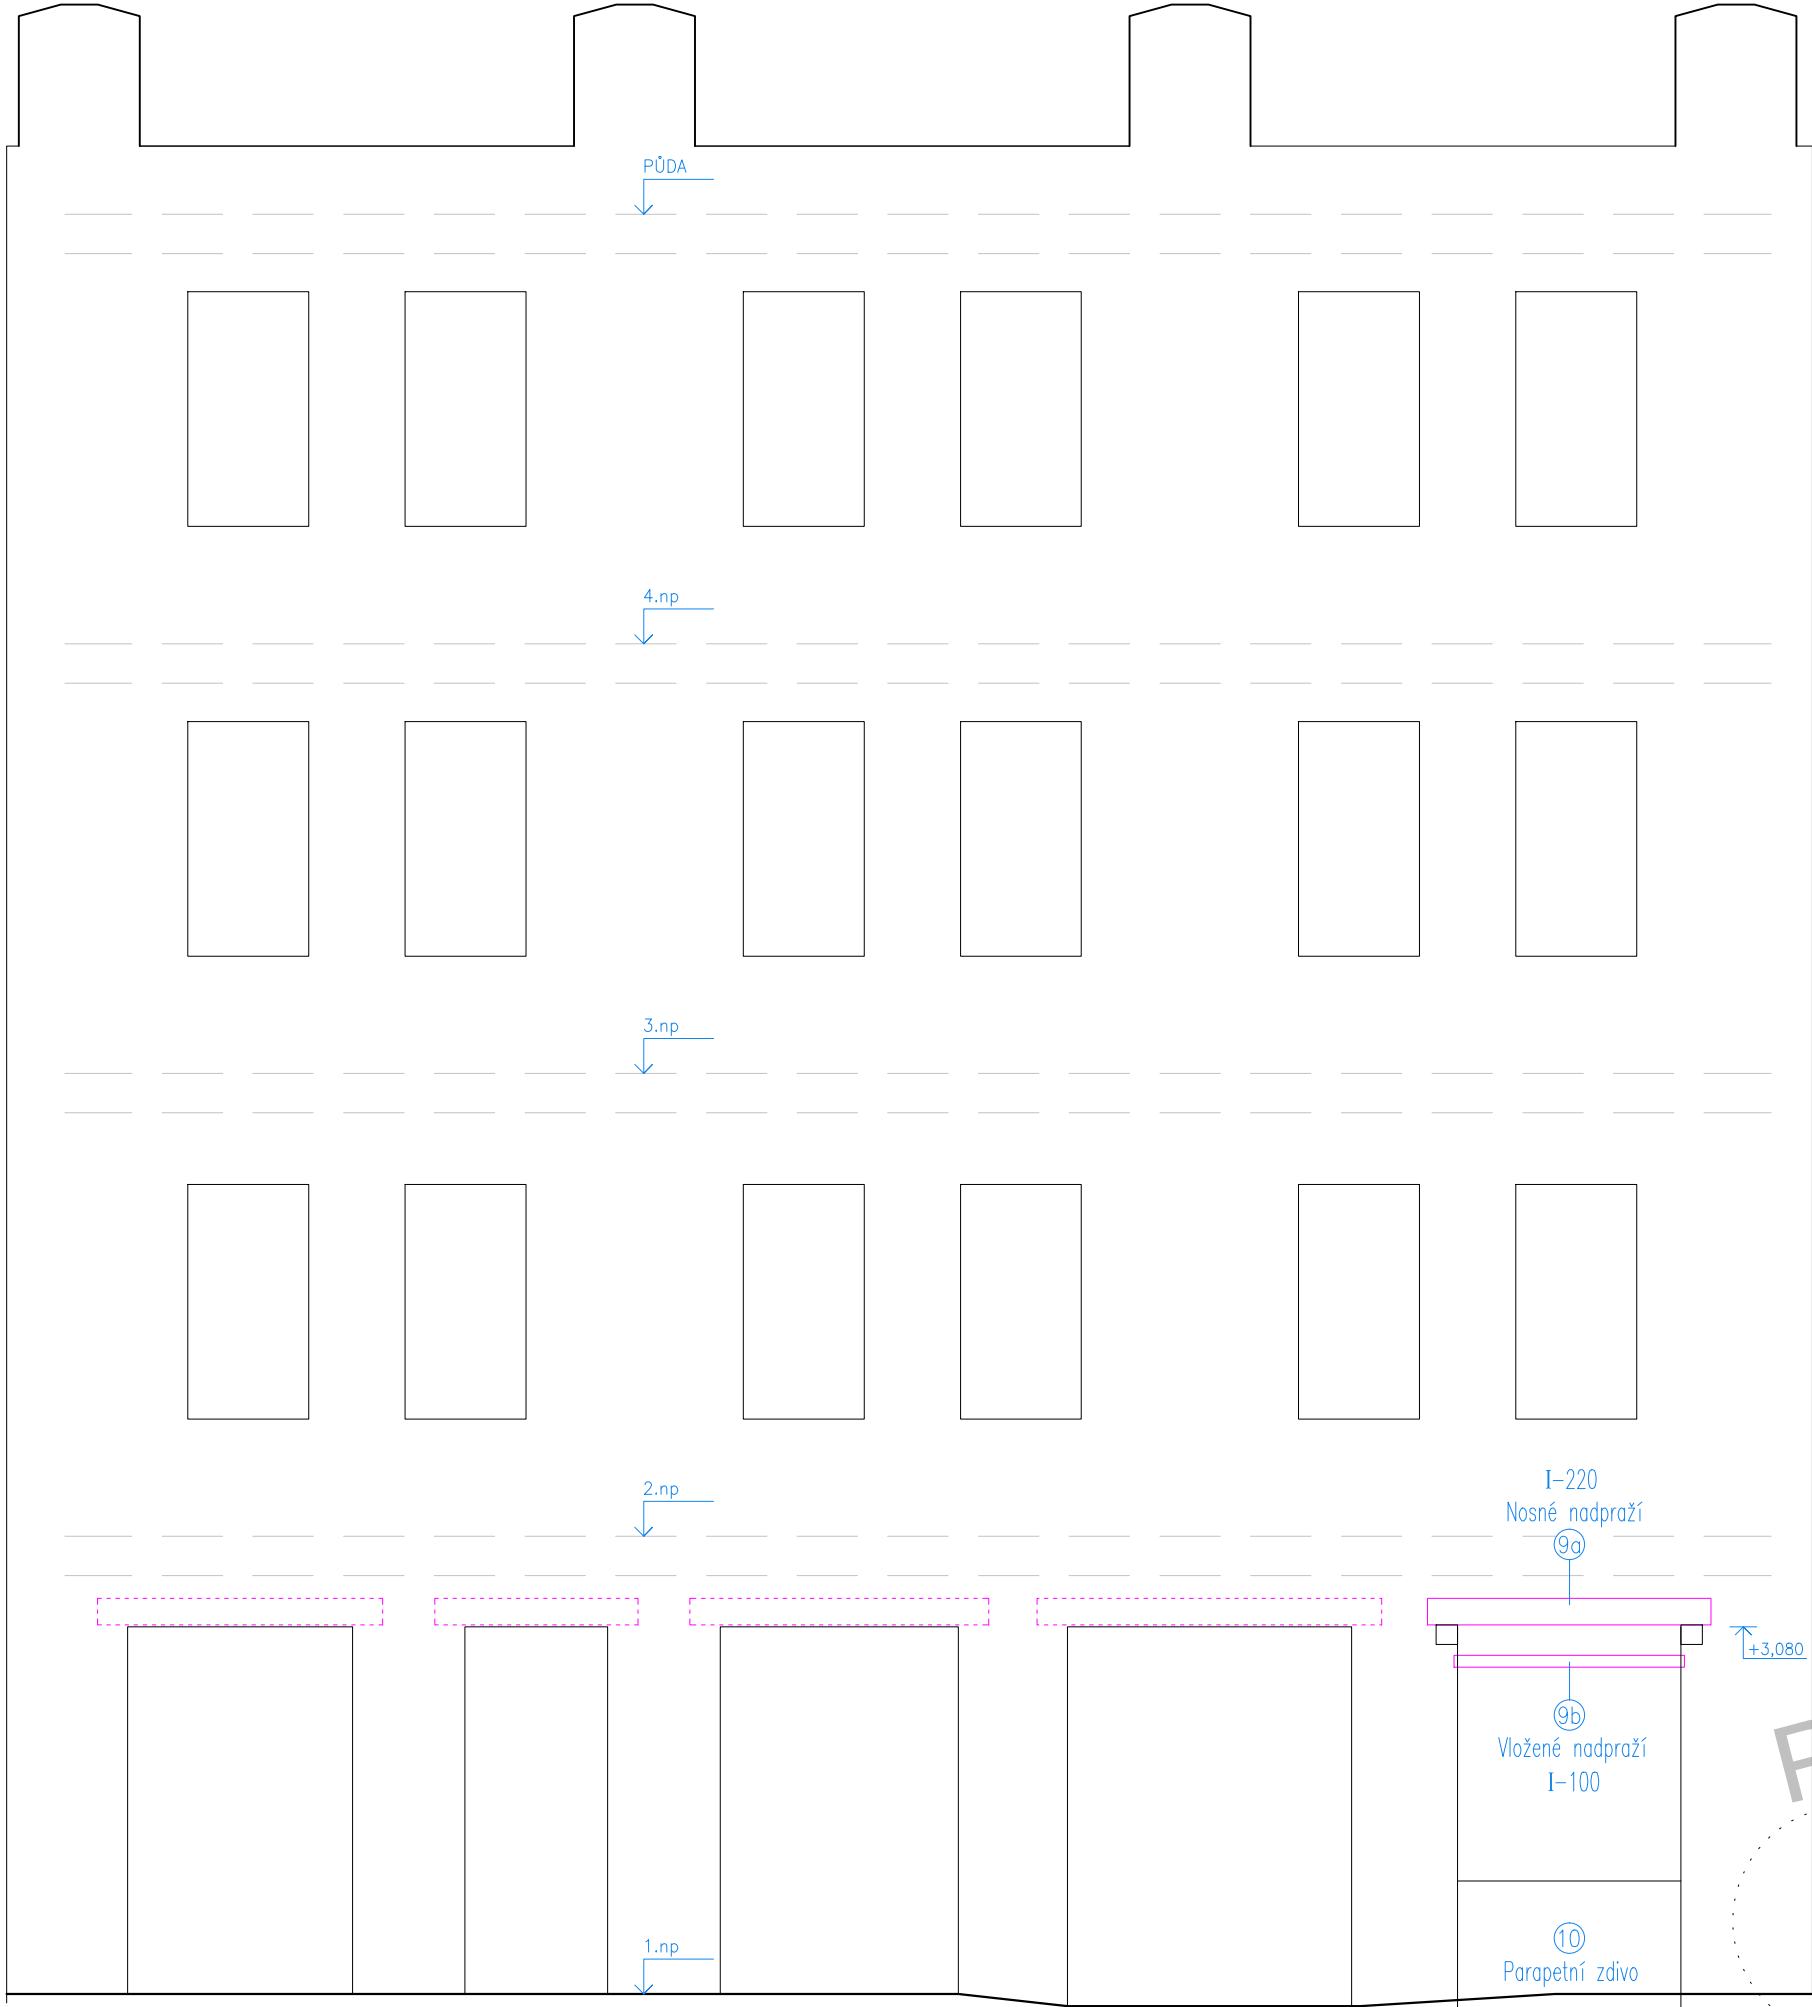 PŮDA
4.np
3.np
2.np
I-220
Nosné nadpraží
9a
+3,080
9b
Vložené nadpraží
I-100
1.np
10
Parapetní zdivo